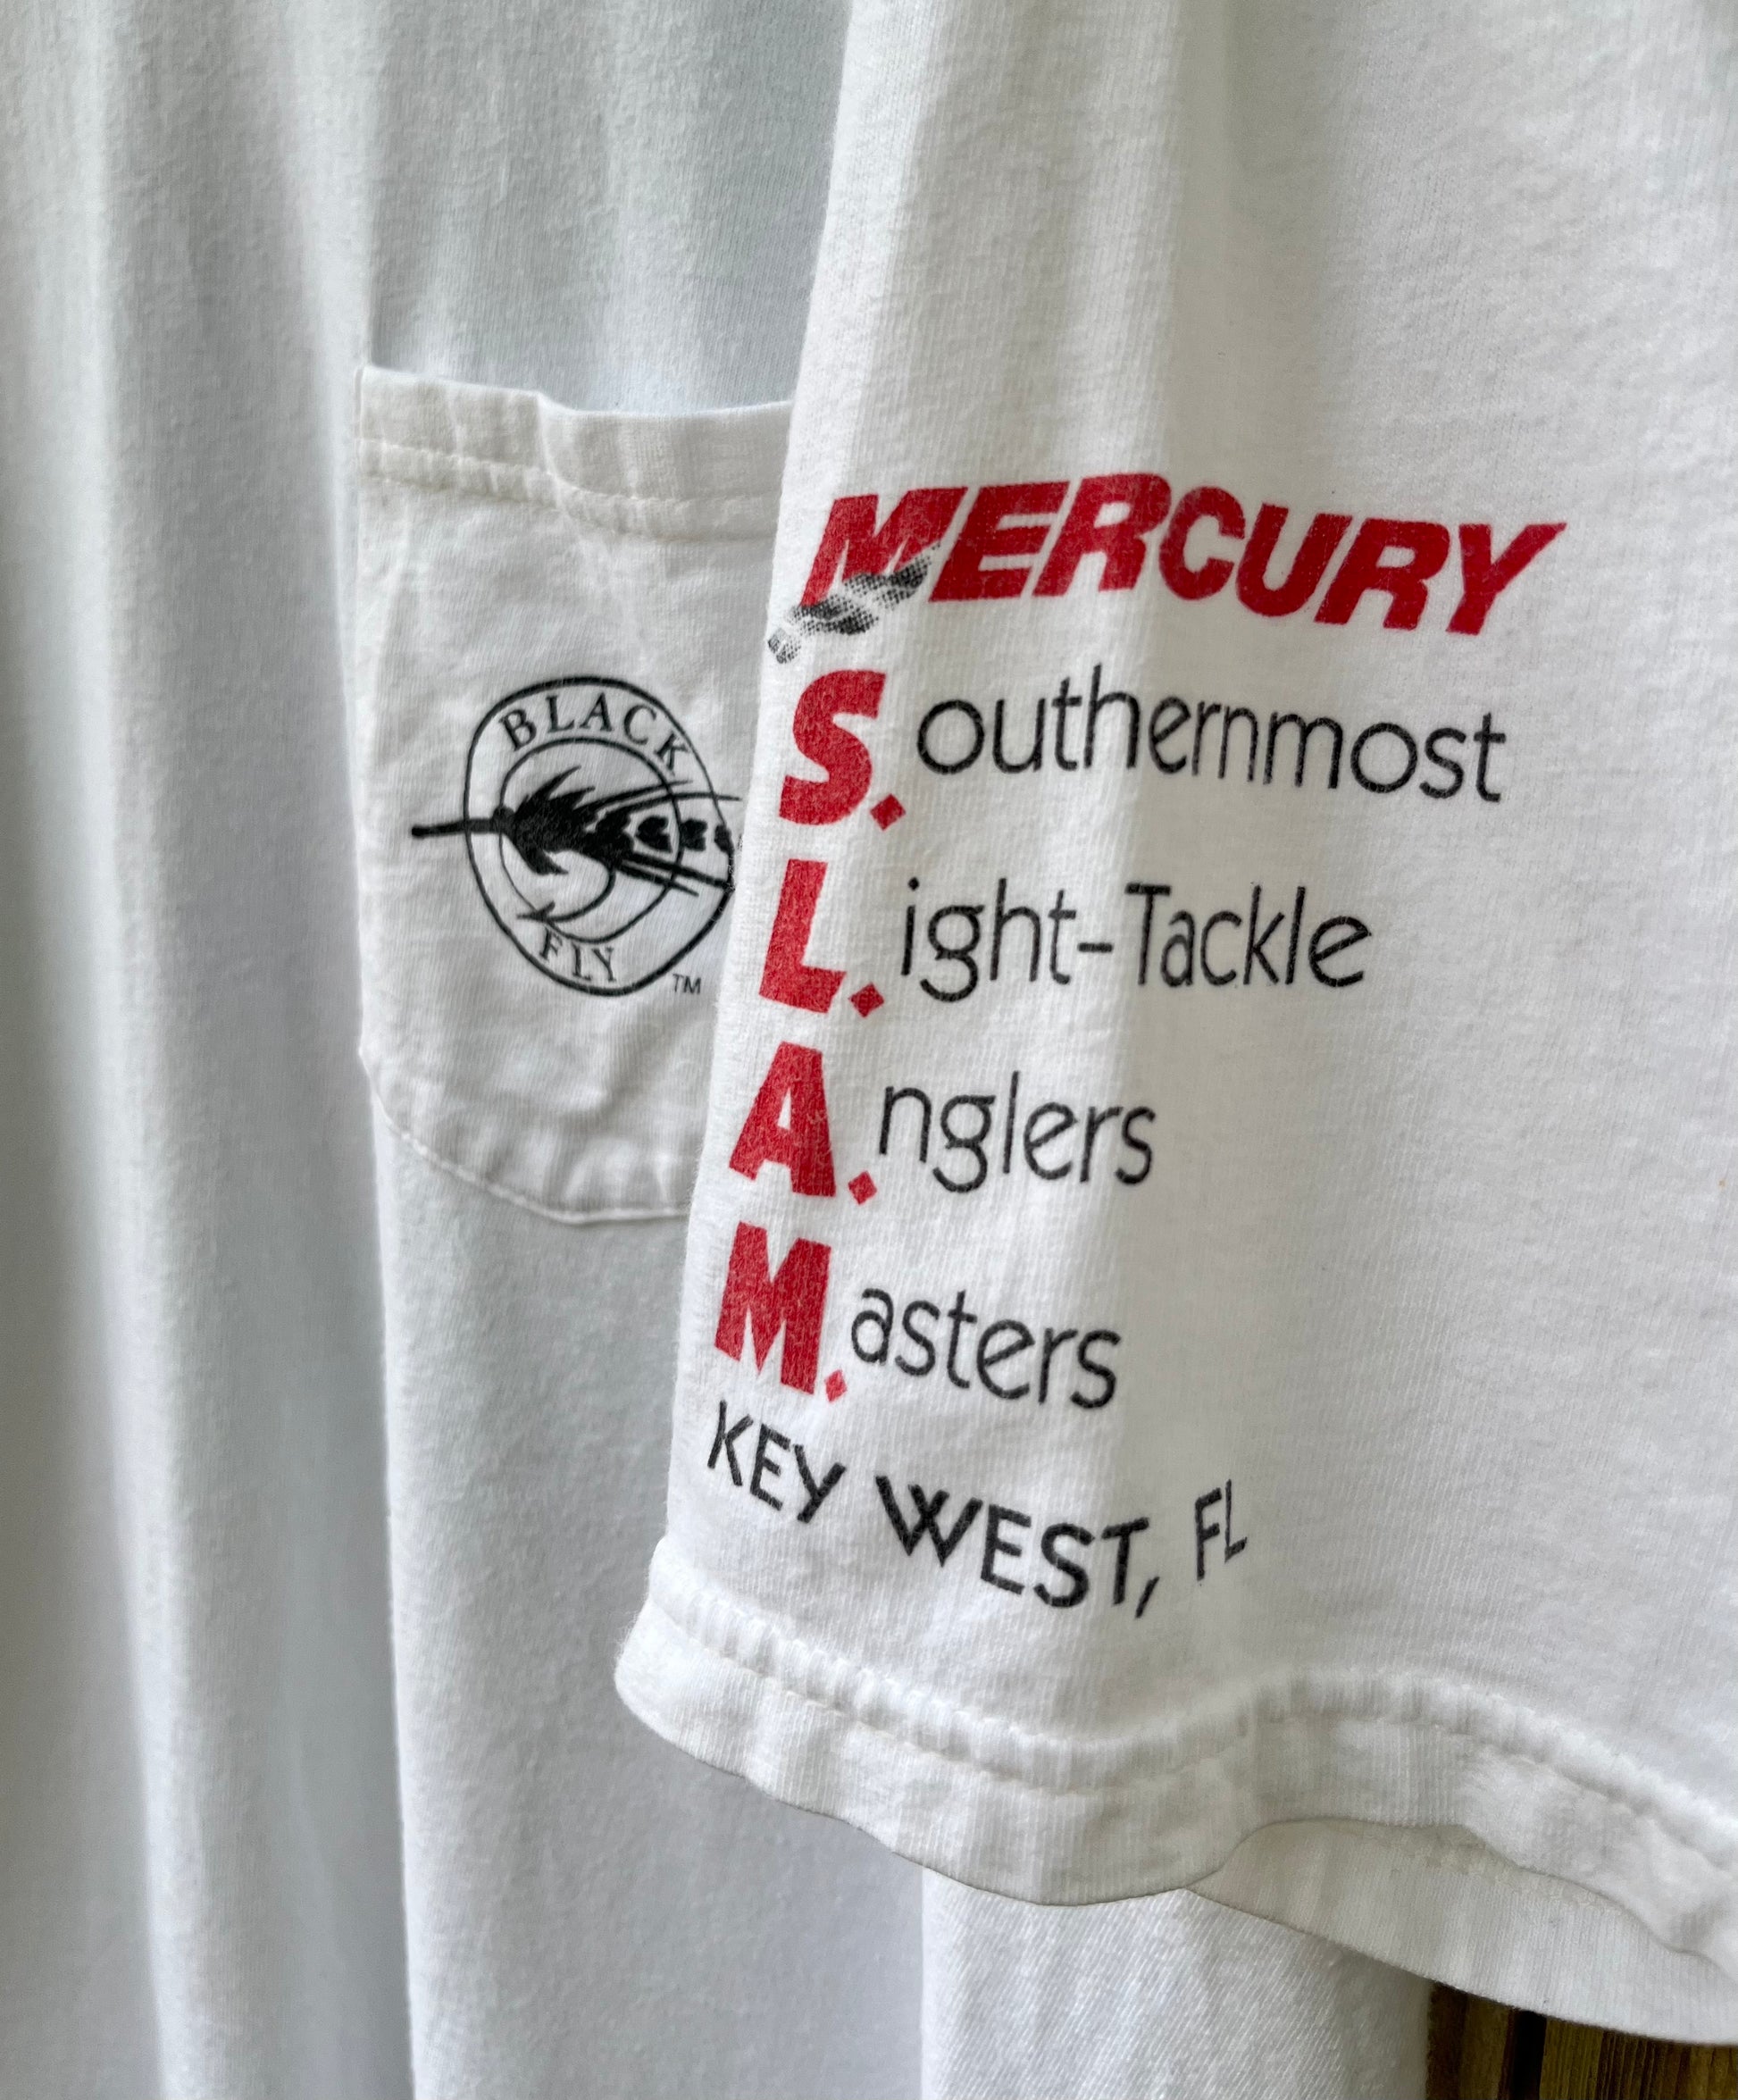 BLACK
FLY
TM
MERCURY
S.outhernmost
L.ight-Tackle
A.nglers
M.asters
KEY WEST, FL